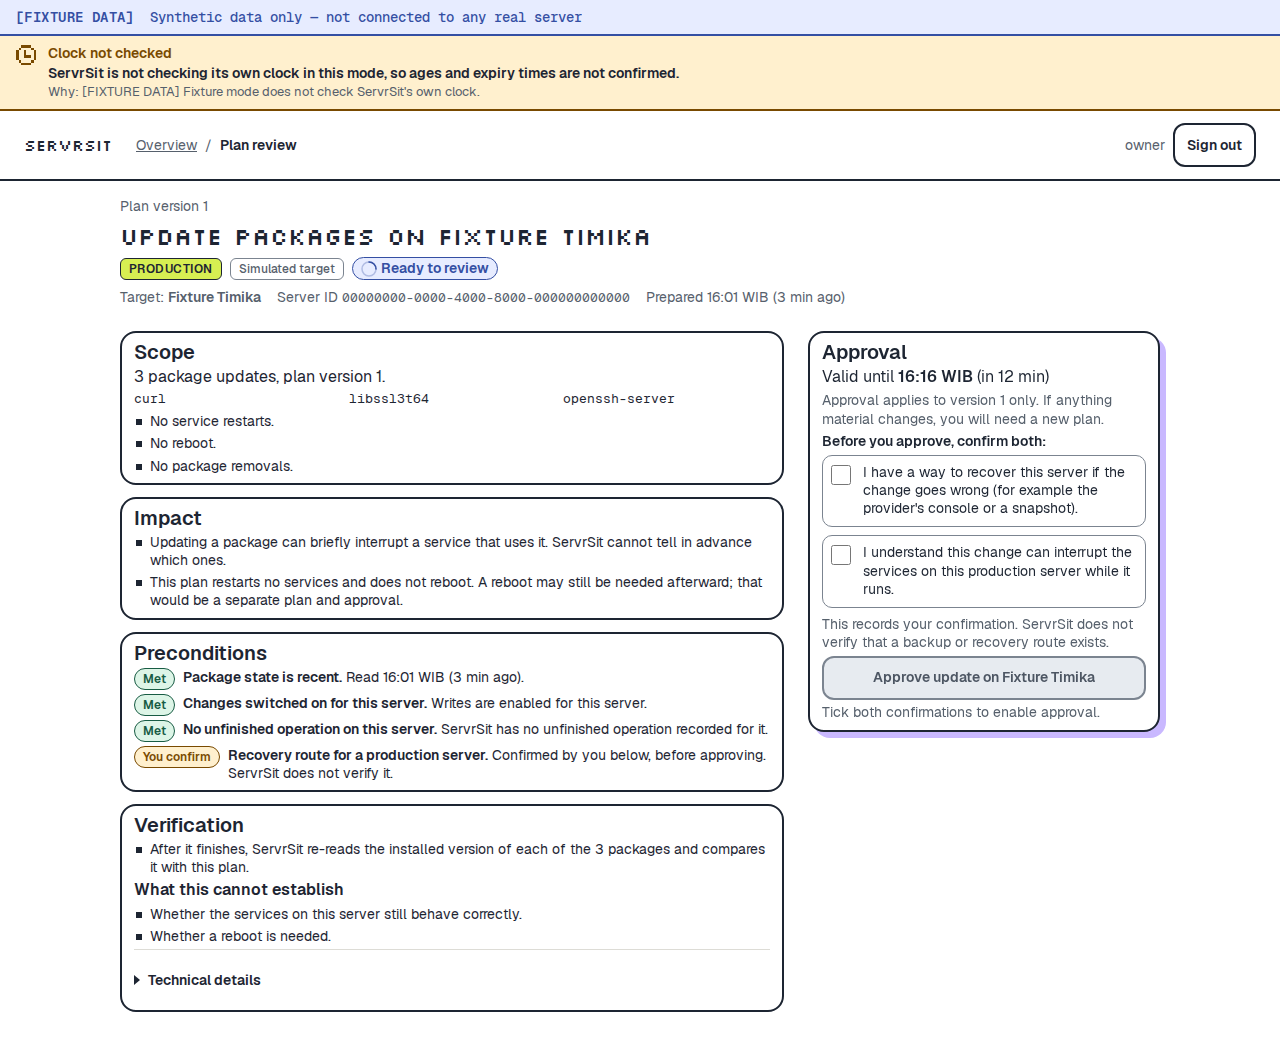 [FIXTURE DATA] Synthetic data only — not connected to any real server
Clock not checked
ServrSit is not checking its own clock in this mode, so ages and expiry times are not confirmed.
Why: [FIXTURE DATA] Fixture mode does not check ServrSit's own clock.
SERVRSIT
Overview / Plan review
owner
Sign out
Plan version 1
UPDATE PACKAGES ON FIXTURE TIMIKA
PRODUCTION
Simulated target
Ready to review
Target: Fixture Timika Server ID 00000000-0000-4000-8000-000000000000 Prepared 16:01 WIB (3 min ago)
Scope
3 package updates, plan version 1.
curl libssl3t64 openssh-server
No service restarts.
No reboot.
No package removals.
Impact
Updating a package can briefly interrupt a service that uses it. ServrSit cannot tell in advance
which ones.
This plan restarts no services and does not reboot. A reboot may still be needed afterward; that
would be a separate plan and approval.
Preconditions
Met Package state is recent. Read 16:01 WIB (3 min ago).
Met Changes switched on for this server. Writes are enabled for this server.
Met No unfinished operation on this server. ServrSit has no unfinished operation recorded for it.
You confirm Recovery route for a production server. Confirmed by you below, before approving.
ServrSit does not verify it.
Verification
After it finishes, ServrSit re-reads the installed version of each of the 3 packages and compares
it with this plan.
What this cannot establish
Whether the services on this server still behave correctly.
Whether a reboot is needed.
Technical details
Approval
Valid until 16:16 WIB (in 12 min)
Approval applies to version 1 only. If anything
material changes, you will need a new plan.
Before you approve, confirm both:
I have a way to recover this server if the
change goes wrong (for example the
provider's console or a snapshot).
I understand this change can interrupt the
services on this production server while it
runs.
This records your confirmation. ServrSit does not
verify that a backup or recovery route exists.
Approve update on Fixture Timika
Tick both confirmations to enable approval.